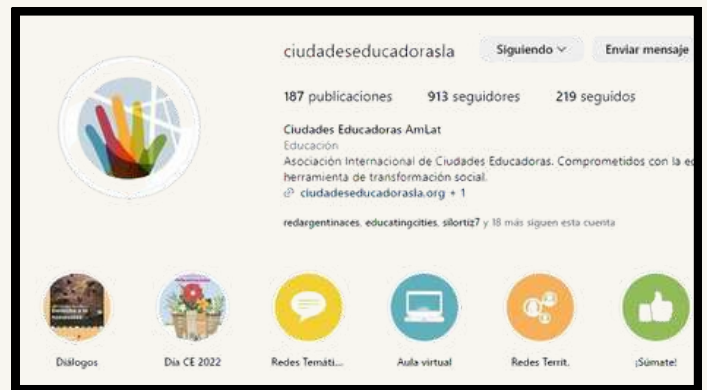 ciudadeseducadorasla Siguiendo Enviar mensaje
187 publicaciones 913 seguidores 219 seguidos
Ciudades Educadoras AmLat
Educación
Asociación Internacional de Ciudades Educadoras. Comprometidos con la e
herramienta de transformación social.
ciudadeseducadorasla.org + 1
redargentinaces, educatingcities, silortiz7 y 18 más siguen esta cuenta
Diálogos Día CE 2022 Redes Temáti... Aula virtual Redes Territ. ¡Súmate!